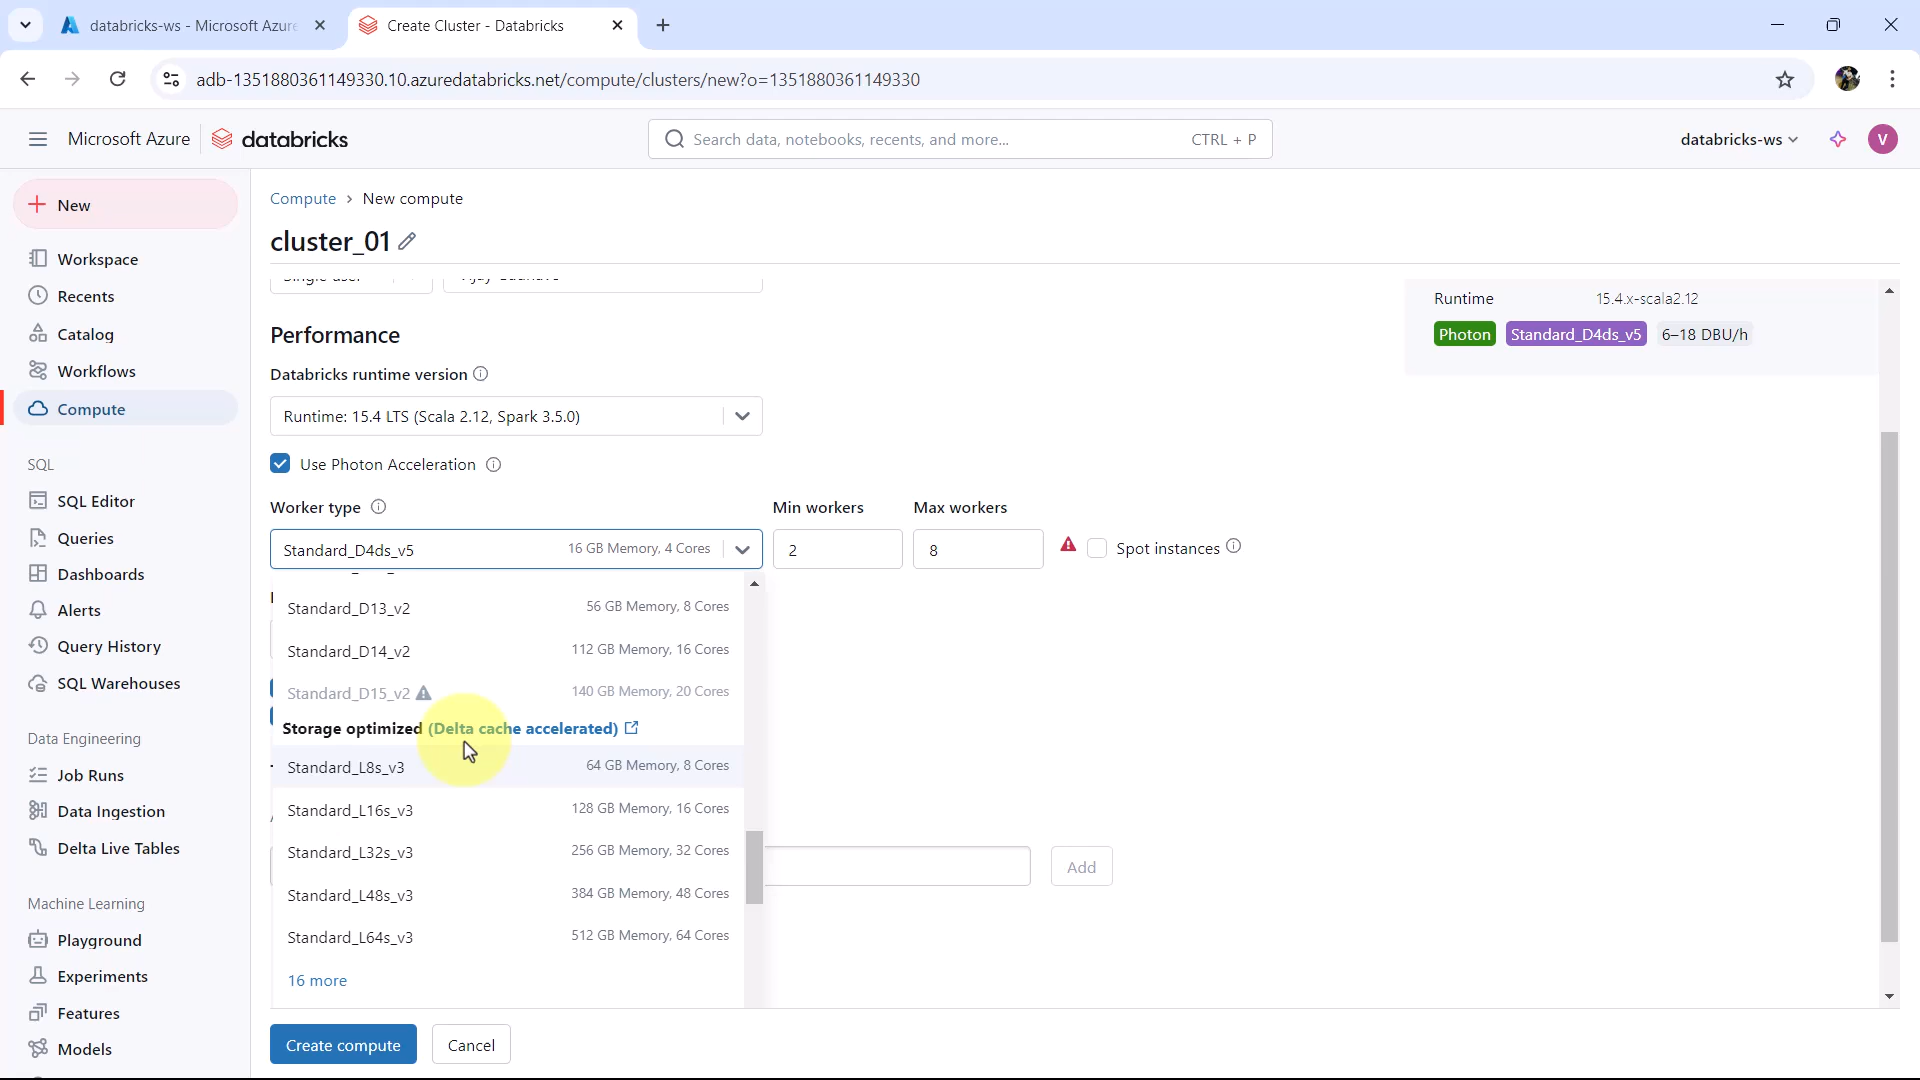 databricks-ws - Microsoft Azure
Create Cluster - Databricks
adb-1351880361149330.10.azuredatabricks.net/compute/clusters/new?o=1351880361149330
Microsoft Azure databricks
Search data, notebooks, recents, and more... CTRL + P
databricks-ws
V
New
Workspace
Recents
Catalog
Workflows
Compute
SQL
SQL Editor
Queries
Dashboards
Alerts
Query History
SQL Warehouses
Data Engineering
Job Runs
Data Ingestion
Delta Live Tables
Machine Learning
Playground
Experiments
Features
Models
Compute › New compute
cluster_01
Performance
Databricks runtime version
Runtime: 15.4 LTS (Scala 2.12, Spark 3.5.0)
Use Photon Acceleration
Worker type Min workers Max workers
Standard_D4ds_v5 16 GB Memory, 4 Cores 2 8 Spot instances
Standard_D13_v2 56 GB Memory, 8 Cores
Standard_D14_v2 112 GB Memory, 16 Cores
Standard_D15_v2 140 GB Memory, 20 Cores
Storage optimized (Delta cache accelerated)
Standard_L8s_v3 64 GB Memory, 8 Cores
Standard_L16s_v3 128 GB Memory, 16 Cores
Standard_L32s_v3 256 GB Memory, 32 Cores
Standard_L48s_v3 384 GB Memory, 48 Cores
Standard_L64s_v3 512 GB Memory, 64 Cores
16 more
Add
Create compute Cancel
Runtime 15.4.x-scala2.12
Photon Standard_D4ds_v5 6–18 DBU/h